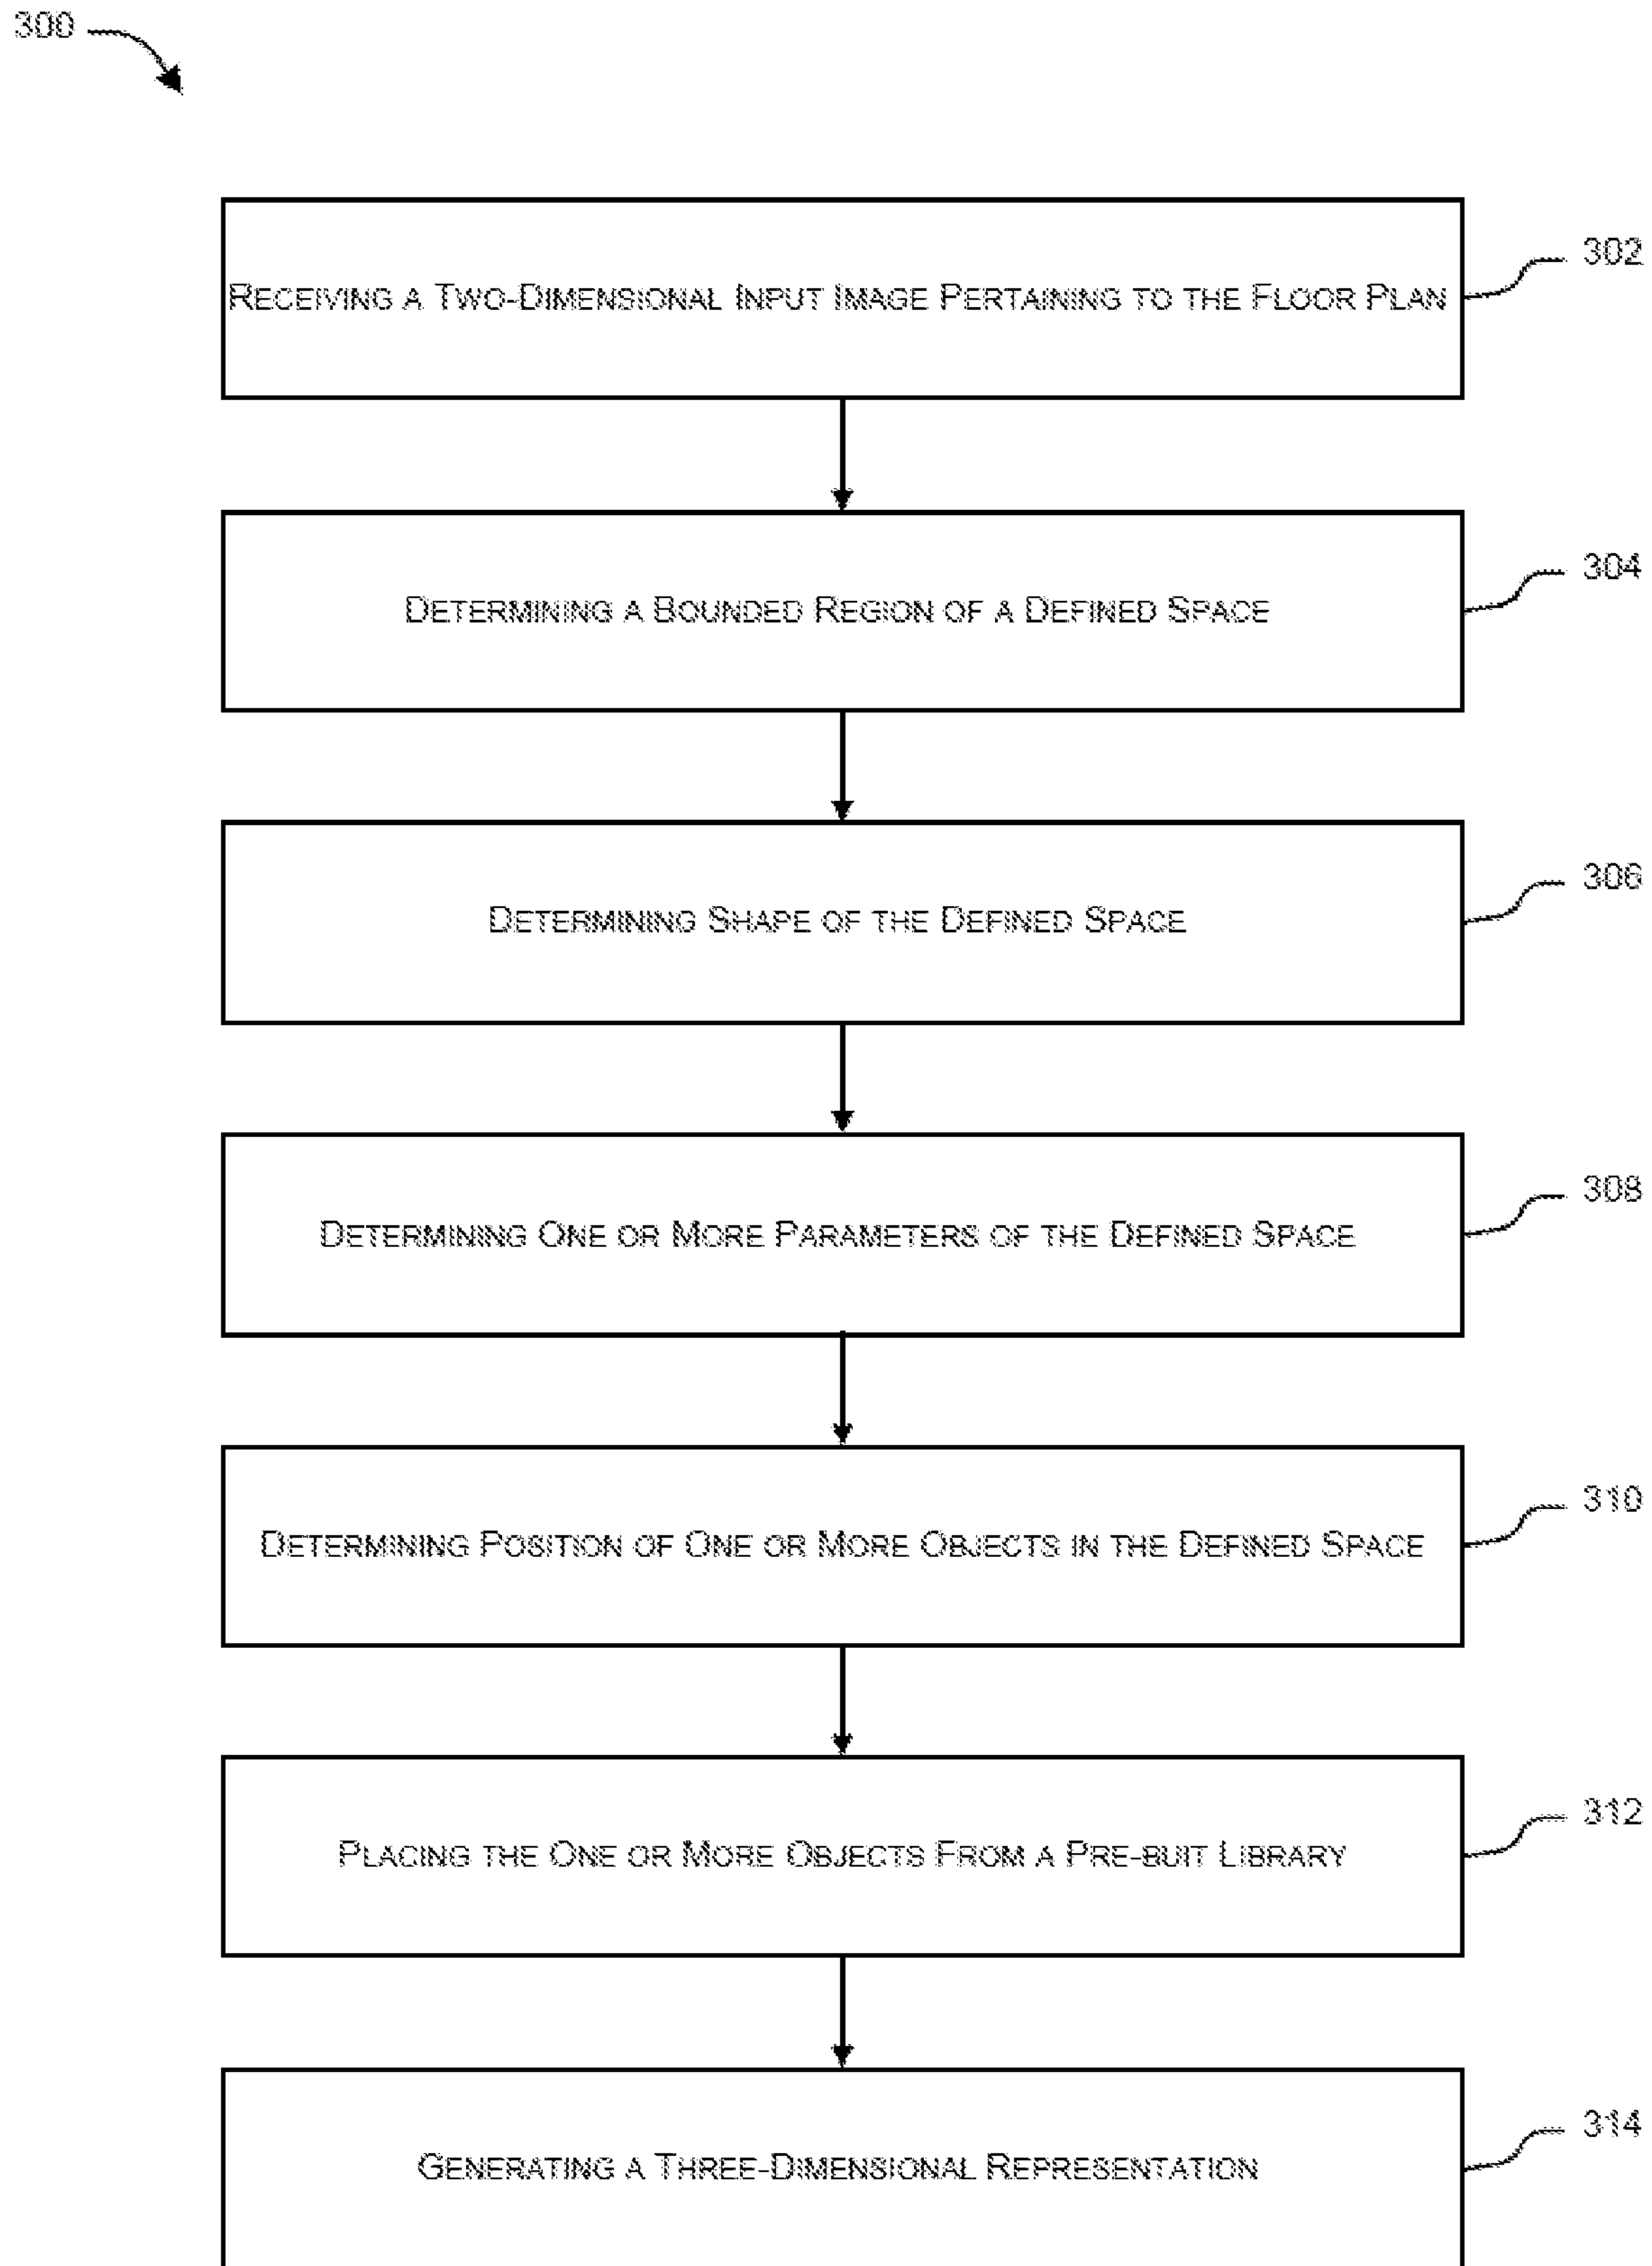 300
RECEIVING A TWO-DIMENSIONAL INPUT IMAGE PERTAINING TO THE FLOOR PLAN
302
DETERMINING A BOUNDED REGION OF A DEFINED SPACE
304
DETERMINING SHAPE OF THE DEFINED SPACE
306
DETERMINING ONE OR MORE PARAMETERS OF THE DEFINED SPACE
308
DETERMINING POSITION OF ONE OR MORE OBJECTS IN THE DEFINED SPACE
310
PLACING THE ONE OR MORE OBJECTS FROM A PRE-BUIT LIBRARY
312
GENERATING A THREE-DIMENSIONAL REPRESENTATION
314